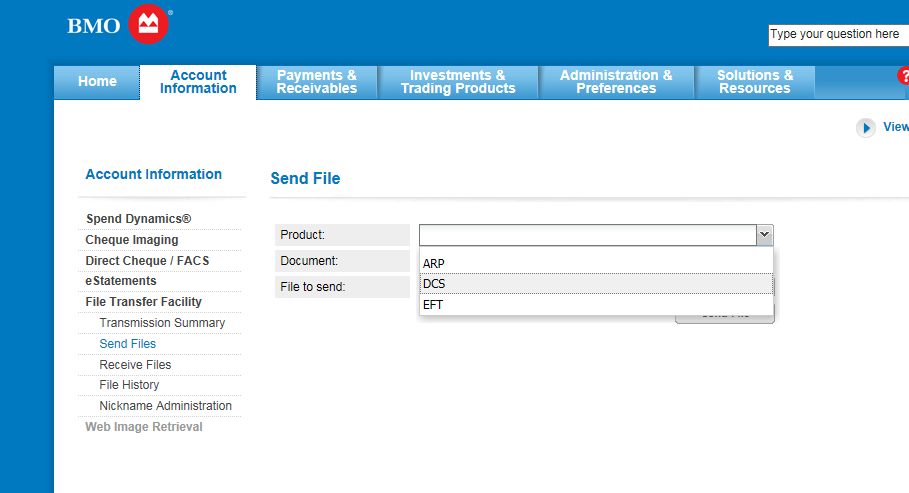 BMO ®
Type your question here
Home
Account Information
Payments & Receivables
Investments & Trading Products
Administration & Preferences
Solutions & Resources
?
View
Account Information
Spend Dynamics®
Cheque Imaging
Direct Cheque / FACS
eStatements
File Transfer Facility
Transmission Summary
Send Files
Receive Files
File History
Nickname Administration
Web Image Retrieval
Send File
Product:
Document:
File to send:
ARP
DCS
EFT